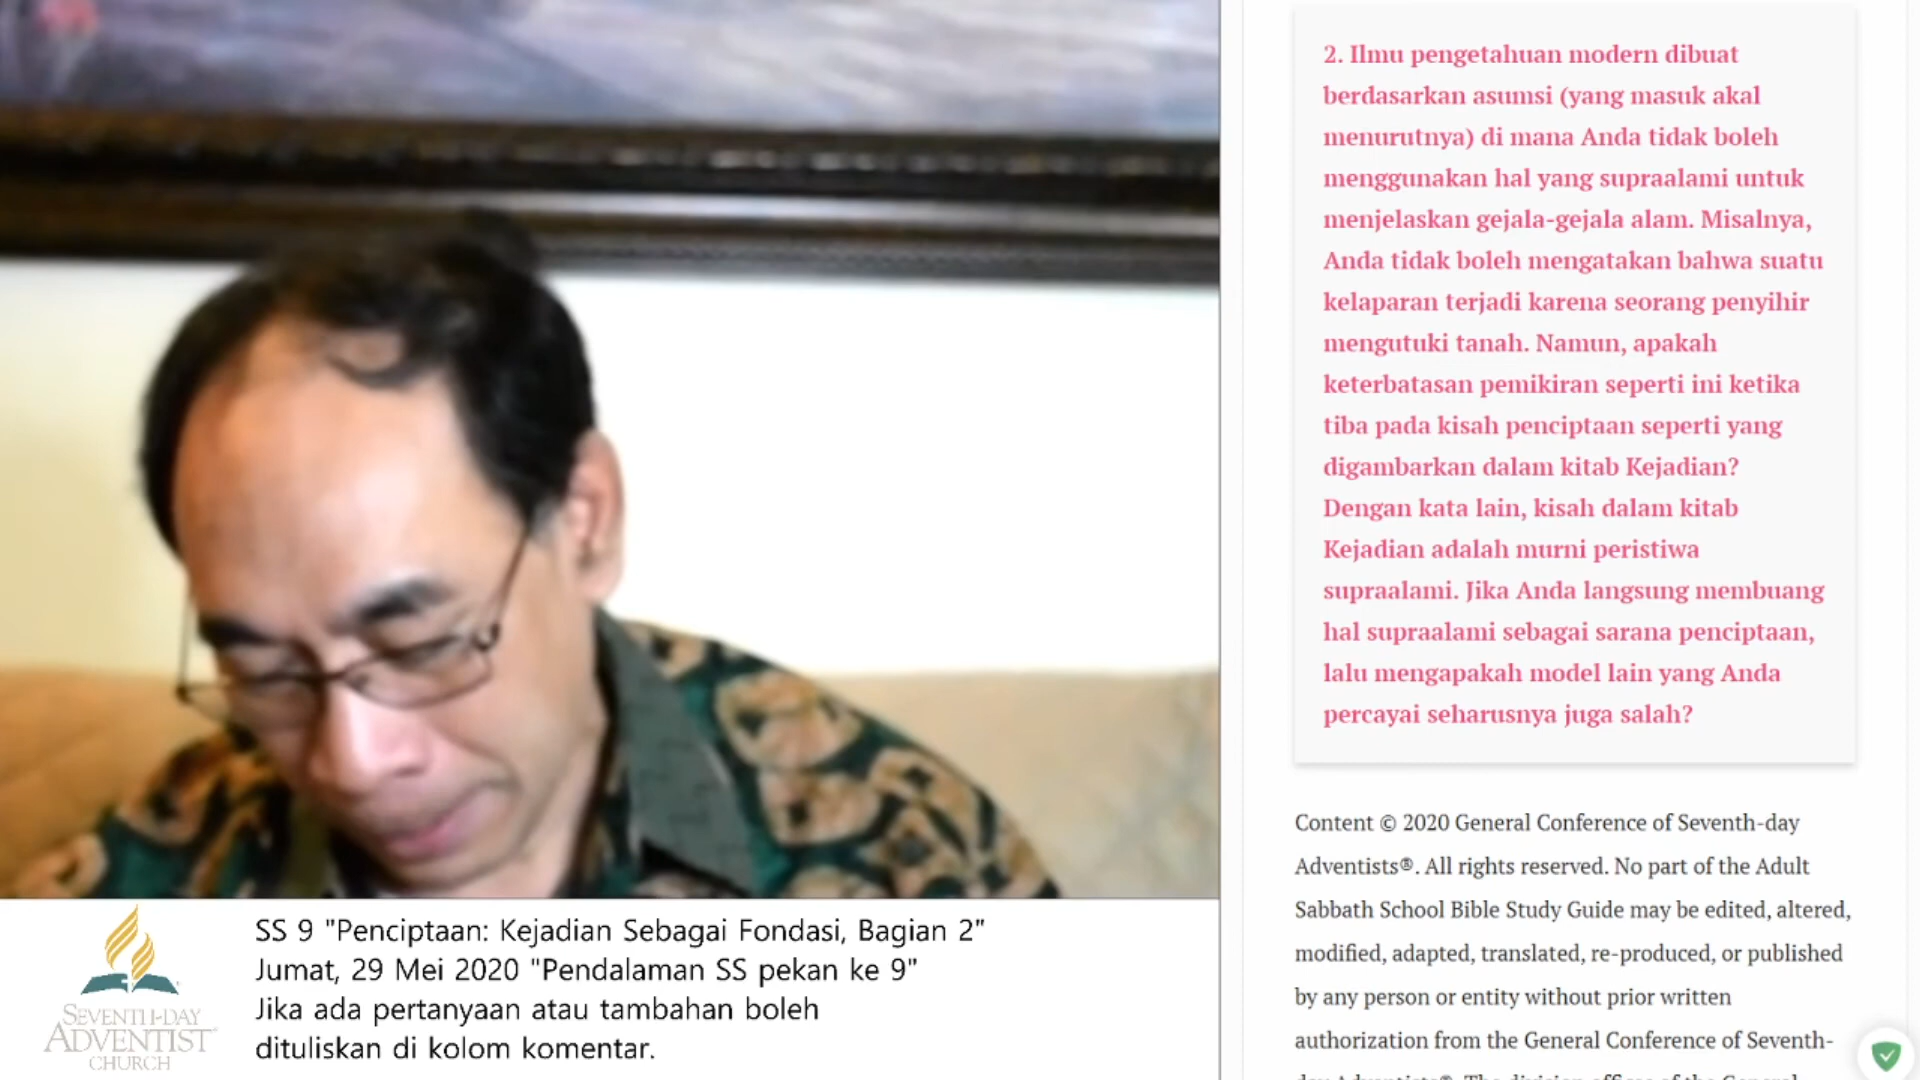 2. Ilmu pengetahuan modern dibuat
berdasarkan asumsi (yang masuk akal
menurutnya) di mana Anda tidak boleh
menggunakan hal yang supraalami untuk
menjelaskan gejala-gejala alam. Misalnya,
Anda tidak boleh mengatakan bahwa suatu
kelaparan terjadi karena seorang penyihir
mengutuki tanah. Namun, apakah
keterbatasan pemikiran seperti ini ketika
tiba pada kisah penciptaan seperti yang
digambarkan dalam kitab Kejadian?
Dengan kata lain, kisah dalam kitab
Kejadian adalah murni peristiwa
supraalami. Jika Anda langsung membuang
hal supraalami sebagai sarana penciptaan,
lalu mengapakah model lain yang Anda
percayai seharusnya juga salah?
Content © 2020 General Conference of Seventh-day
Adventists®. All rights reserved. No part of the Adult
Sabbath School Bible Study Guide may be edited, altered,
modified, adapted, translated, re-produced, or published
by any person or entity without prior written
authorization from the General Conference of Seventh-
day Adventists®. The division offices of the General
SS 9 "Penciptaan: Kejadian Sebagai Fondasi, Bagian 2"
Jumat, 29 Mei 2020 "Pendalaman SS pekan ke 9"
Jika ada pertanyaan atau tambahan boleh
dituliskan di kolom komentar.
SEVENTH-DAY
ADVENTIST
CHURCH